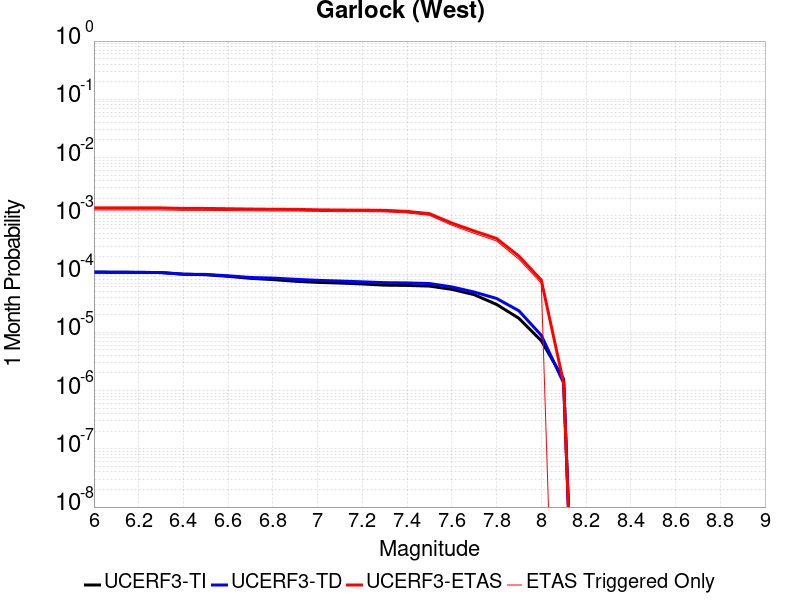 Garlock (West)
10^0
10^-1
10^-2
10^-3
10^-4
10^-5
10^-6
10^-7
10^-8
1 Month Probability
6 6.2 6.4 6.6 6.8 7 7.2 7.4 7.6 7.8 8 8.2 8.4 8.6 8.8 9
Magnitude
UCERF3-TI UCERF3-TD UCERF3-ETAS ETAS Triggered Only